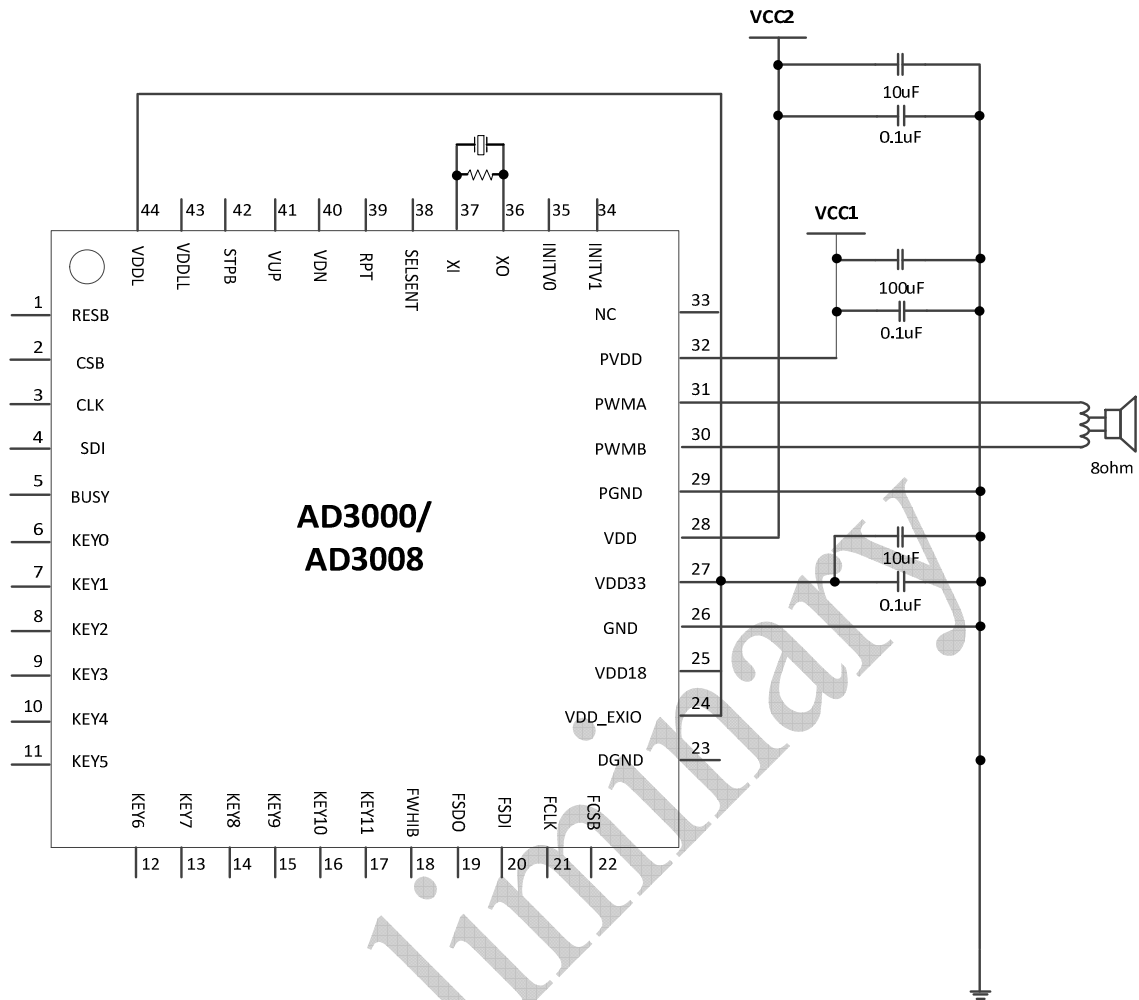 VCC2
10uF
0.1uF
VCC1
100uF
0.1uF
44 43 42 41 40 39 38 37 36 35 34
VDDL VDDLL STPB VUP VDN RPT SELSENT XI XO INITV0 INITV1
1 RESB
2 CSB
3 CLK
4 SDI
5 BUSY
6 KEY0
7 KEY1
8 KEY2
9 KEY3
10 KEY4
11 KEY5
AD3000/
AD3008
NC 33
PVDD 32
PWMA 31
PWMB 30
PGND 29
VDD 28
VDD33 27
GND 26
VDD18 25
VDD_EXIO 24
DGND 23
8ohm
10uF
0.1uF
KEY6 KEY7 KEY8 KEY9 KEY10 KEY11 FWHIB FSDO FSDI FCLK FCSB
12 13 14 15 16 17 18 19 20 21 22
liminary